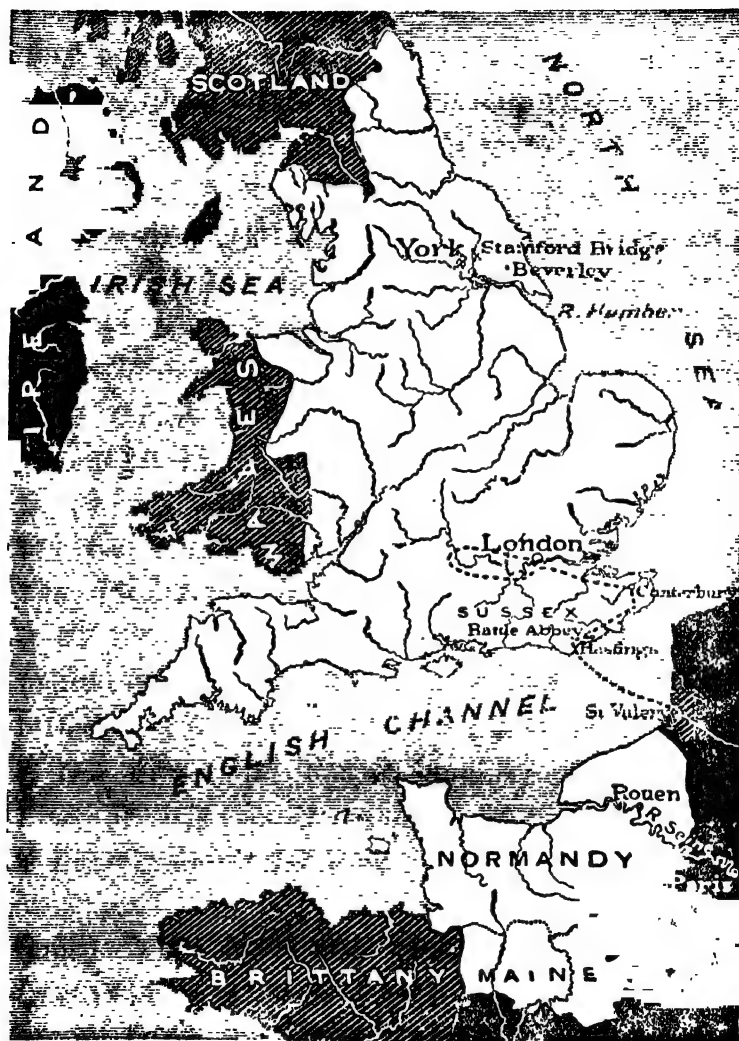 SCOTLAND
NORTH
SEA
IRELAND
York
Stamford Bridge
Beverley
IRISH SEA
R. Humber
WALES
London
Canterbury
SUSSEX
Battle Abbey
Hastings
ENGLISH CHANNEL
St Valery
Rouen
R. Seine
NORMANDY
BRITTANY
MAINE